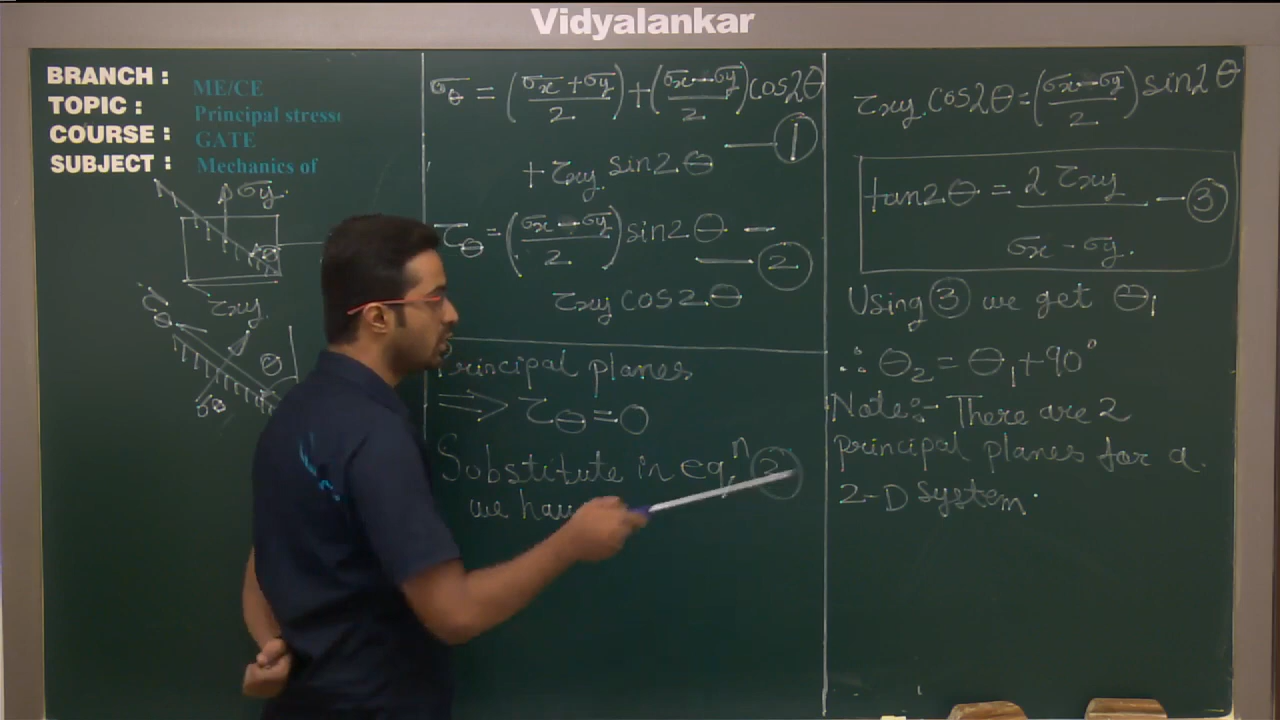 Vidyalankar
BRANCH : ME/CE
TOPIC : Principal stress
COURSE : GATE
SUBJECT : Mechanics of
σy
θ
τxy
τθ
θ
σθ
σθ = (σx + σy / 2) + (σx - σy / 2) cos2θ
— 1
+ τxy sin2θ
τθ = (σx - σy / 2) sin2θ —
— 2
τxy cos2θ
Principal planes
⇒ τθ = 0
Substitute in eqn 2
we have
τxy cos2θ = (σx - σy / 2) sin2θ
tan2θ = 2 τxy / σx - σy. — 3
Using 3 we get θ1
∴ θ2 = θ1 + 90°
Note:- There are 2
principal planes for a
2-D system.